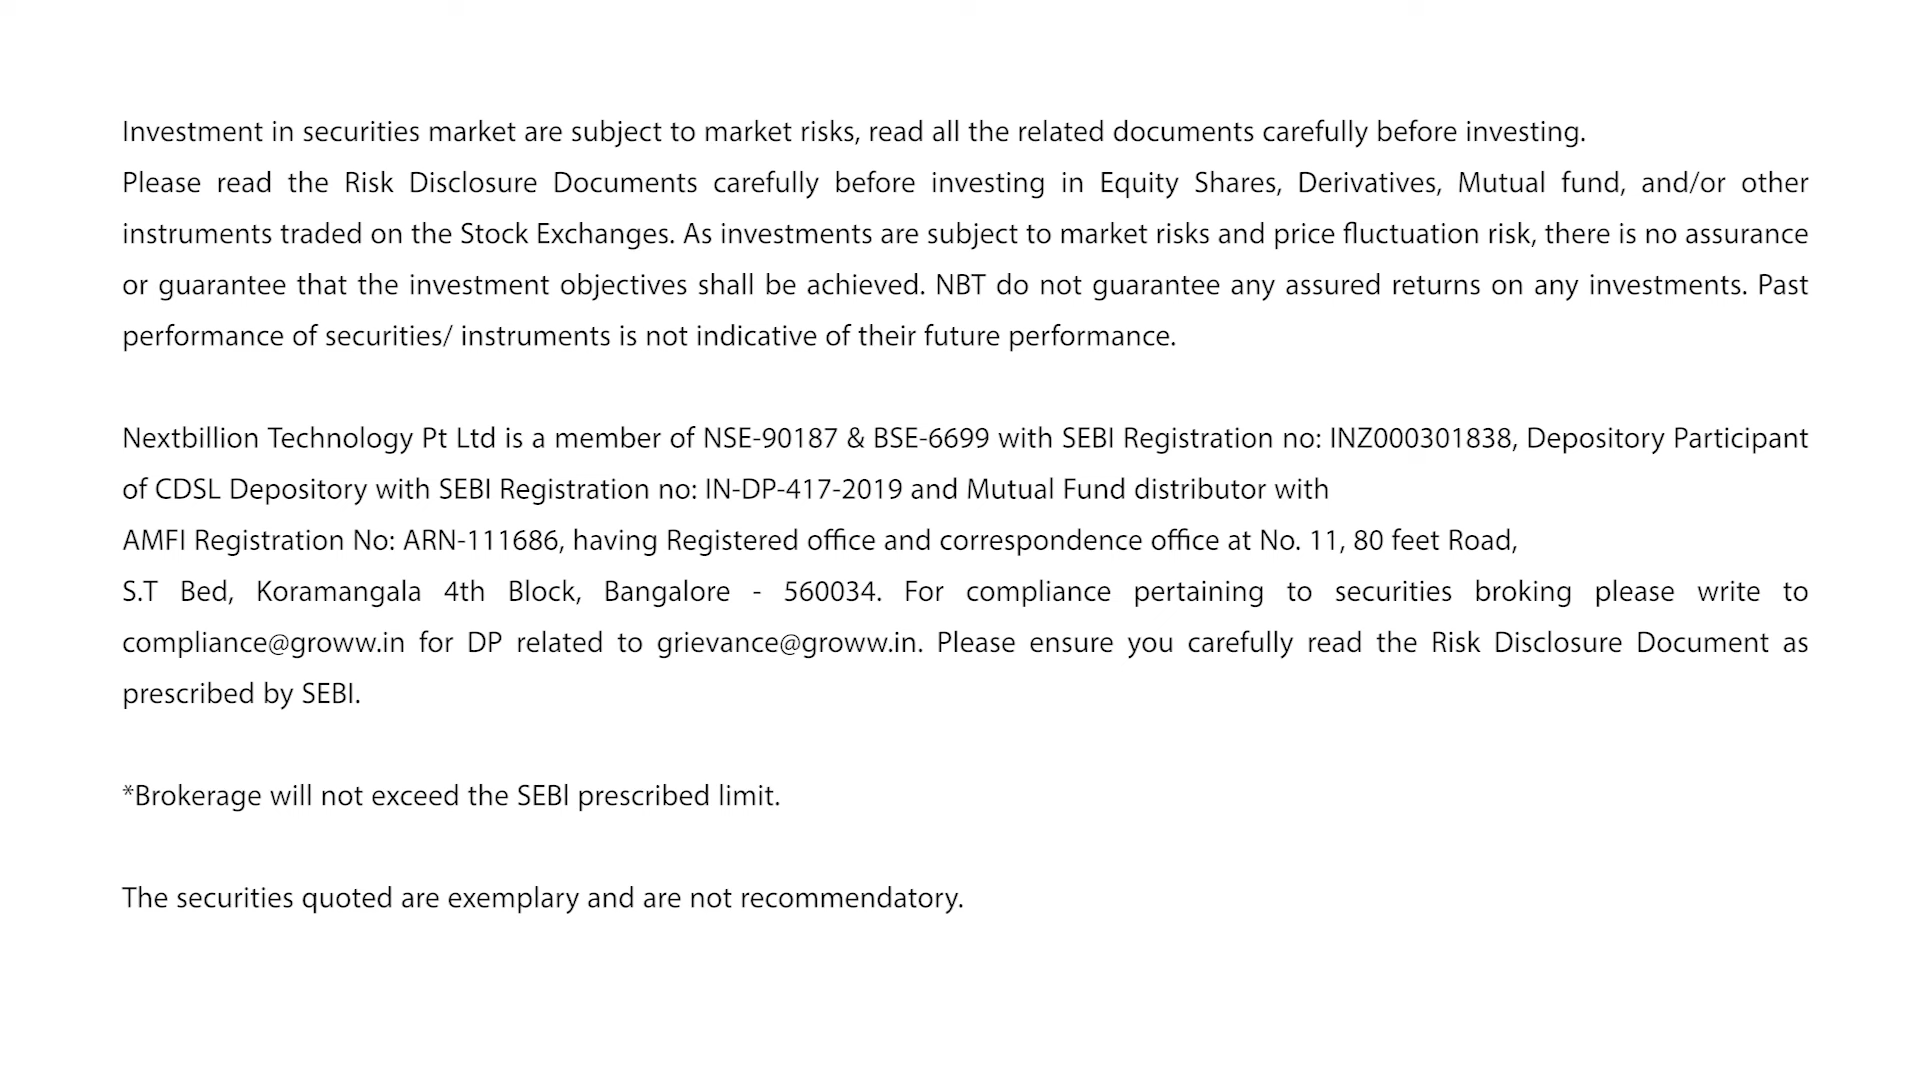 Investment in securities market are subject to market risks, read all the related documents carefully before investing.
Please read the Risk Disclosure Documents carefully before investing in Equity Shares, Derivatives, Mutual fund, and/or other
instruments traded on the Stock Exchanges. As investments are subject to market risks and price fluctuation risk, there is no assurance
or guarantee that the investment objectives shall be achieved. NBT do not guarantee any assured returns on any investments. Past
performance of securities/ instruments is not indicative of their future performance.
Nextbillion Technology Pt Ltd is a member of NSE-90187 & BSE-6699 with SEBI Registration no: INZ000301838, Depository Participant
of CDSL Depository with SEBI Registration no: IN-DP-417-2019 and Mutual Fund distributor with
AMFI Registration No: ARN-111686, having Registered office and correspondence office at No. 11, 80 feet Road,
S.T Bed, Koramangala 4th Block, Bangalore - 560034. For compliance pertaining to securities broking please write to
compliance@groww.in for DP related to grievance@groww.in. Please ensure you carefully read the Risk Disclosure Document as
prescribed by SEBI.
*Brokerage will not exceed the SEBl prescribed limit.
The securities quoted are exemplary and are not recommendatory.